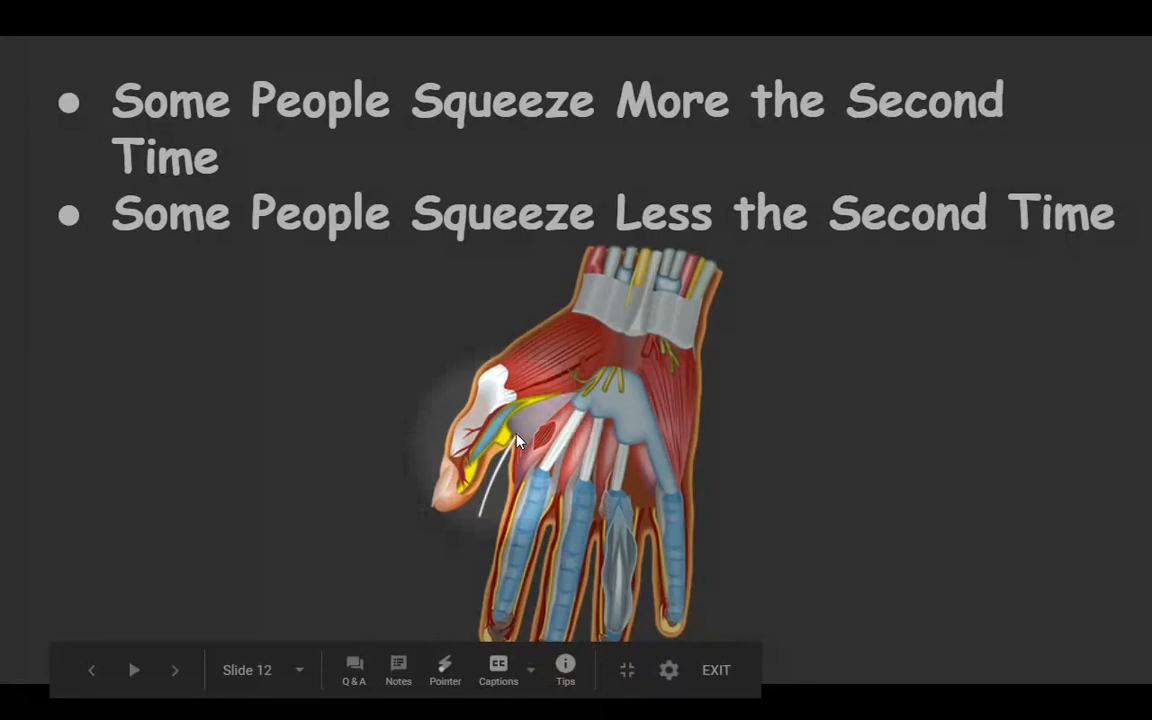 ● Some People Squeeze More the Second
Time
● Some People Squeeze Less the Second Time
Slide 12
Q & A Notes Pointer CC Captions Tips EXIT